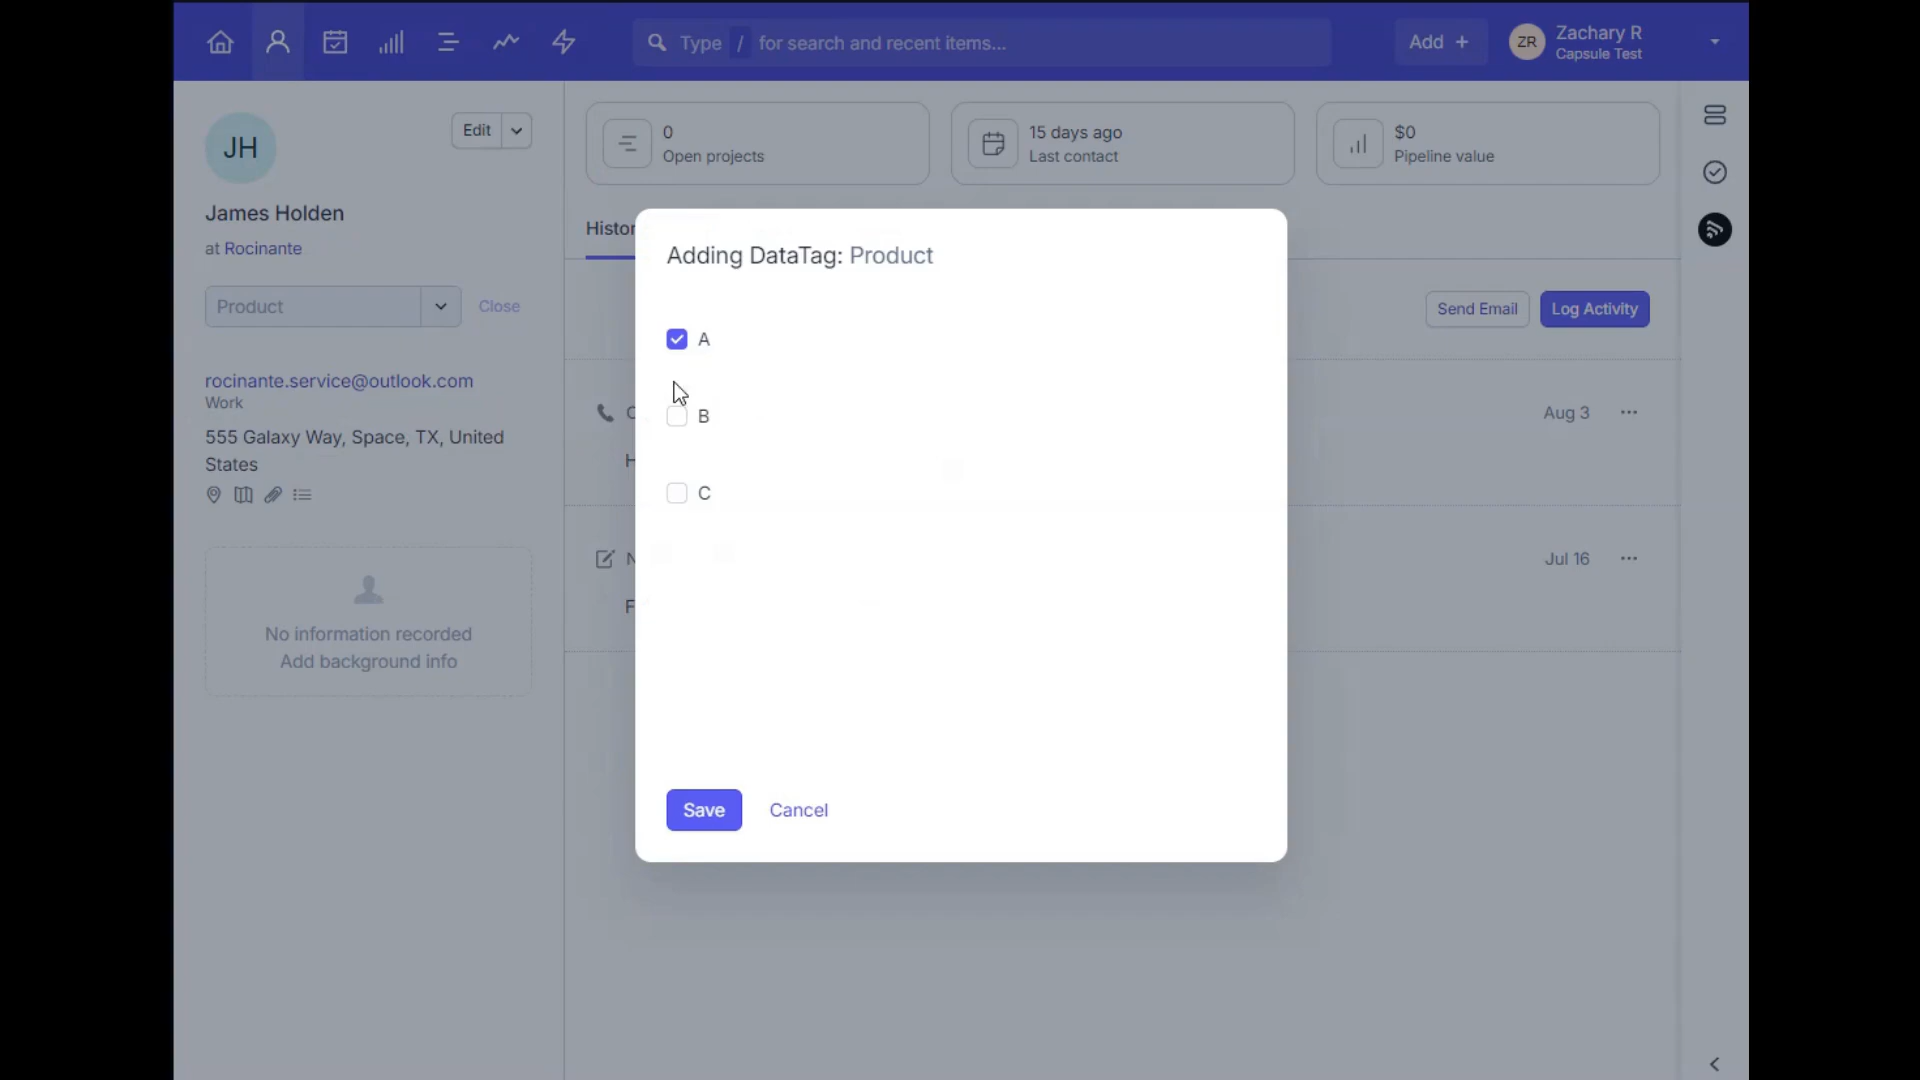 Type / for search and recent items...
Add +
ZR
Zachary R
Capsule Test
JH
Edit
James Holden
at Rocinante
Product
Close
rocinante.service@outlook.com
Work
555 Galaxy Way, Space, TX, United
States
No information recorded
Add background info
0
Open projects
15 days ago
Last contact
$0
Pipeline value
Histor
Send Email
Log Activity
C
Aug 3
H
N
Jul 16
F
Adding DataTag: Product
A
B
C
Save
Cancel